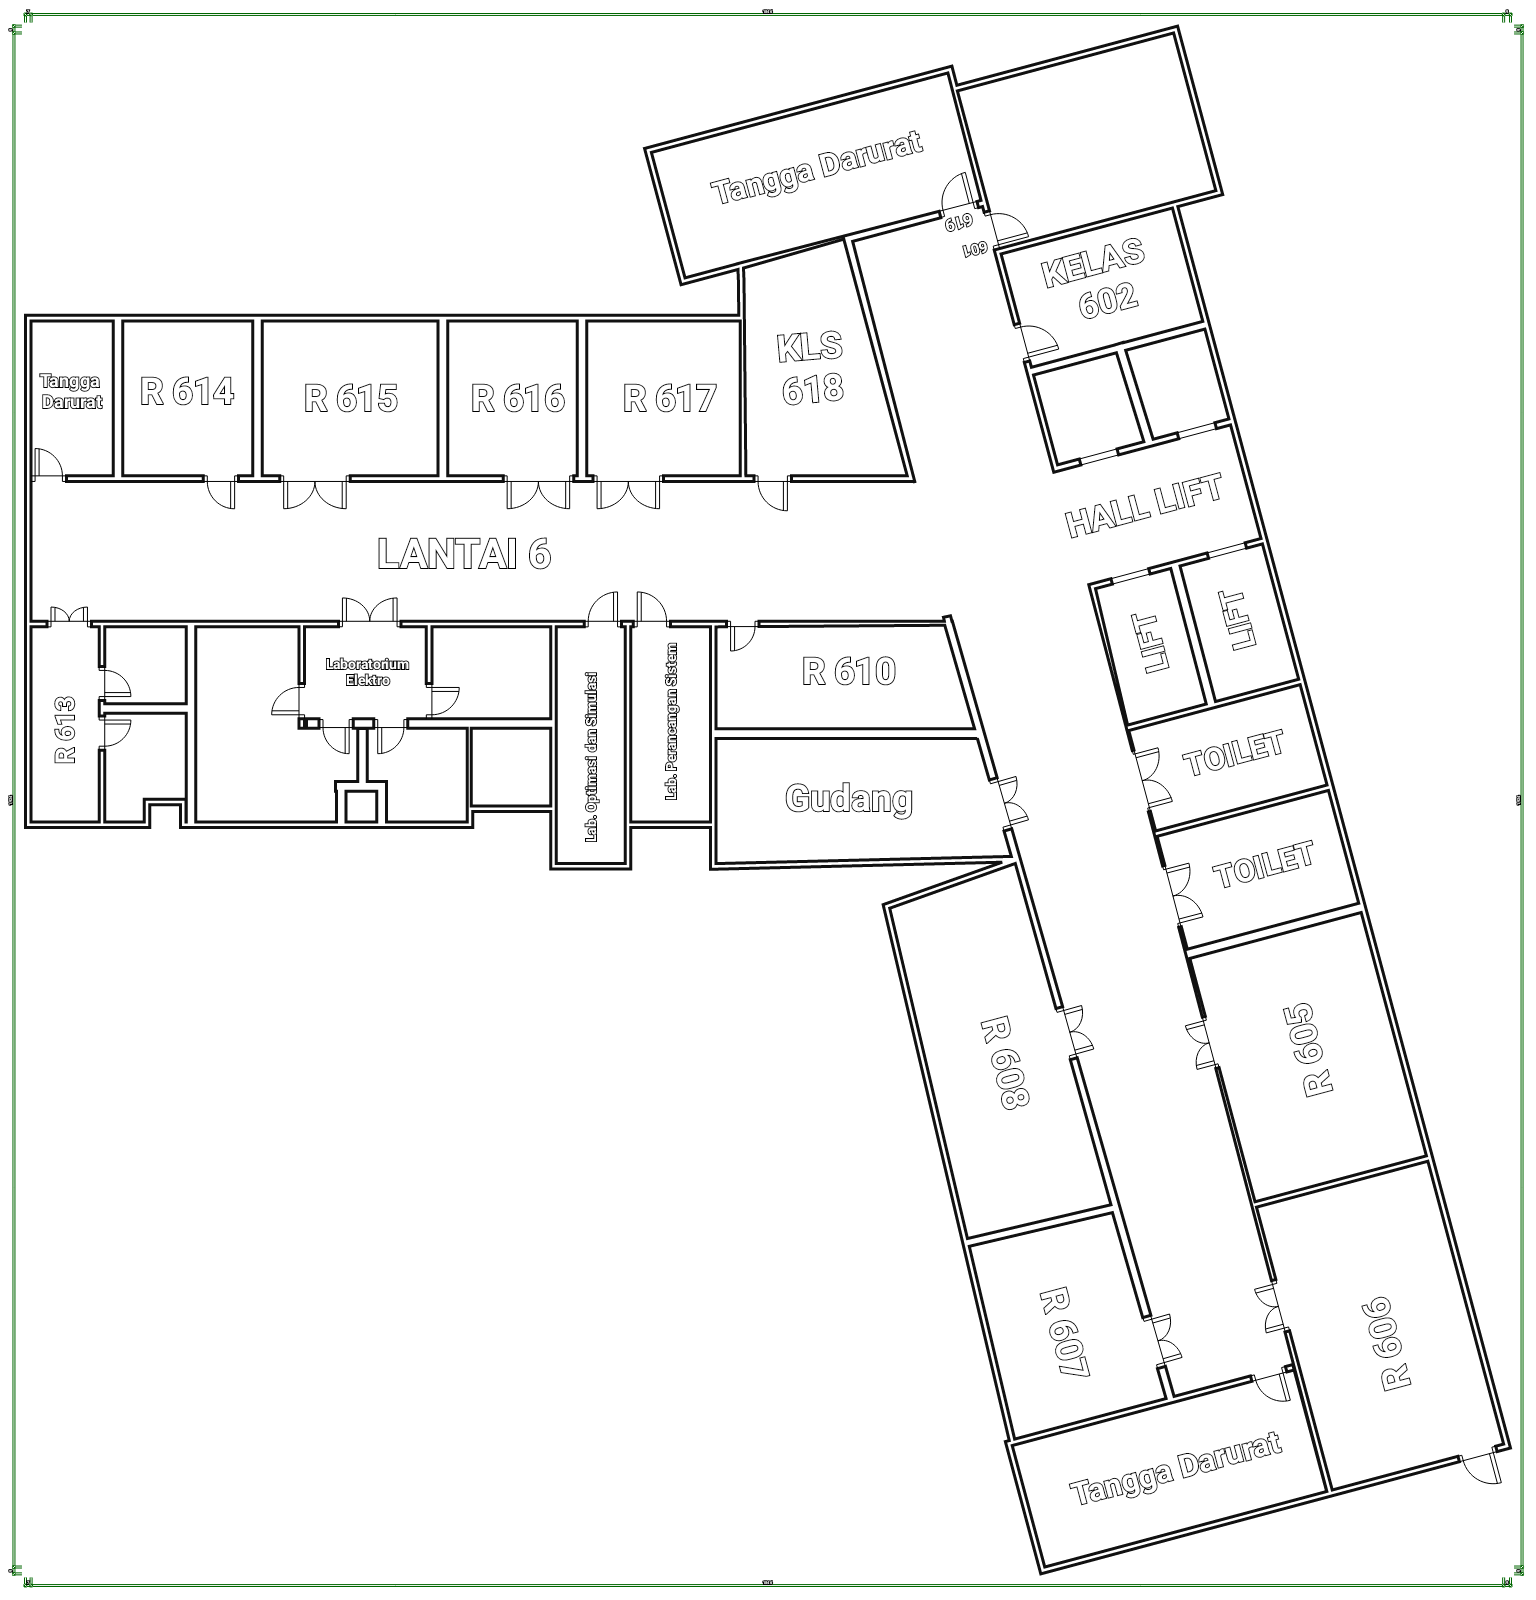 Tangga Darurat
619
601
KELAS
602
KLS
618
Tangga
Darurat
R 614
R 615
R 616
R 617
HALL LIFT
LANTAI 6
LIFT
LIFT
R 613
Laboratorium
Elektro
Lab. Optimasi dan Simulasi
Lab. Perancangan Sistem
R 610
Gudang
TOILET
TOILET
R 608
R 605
R 607
R 606
Tangga Darurat